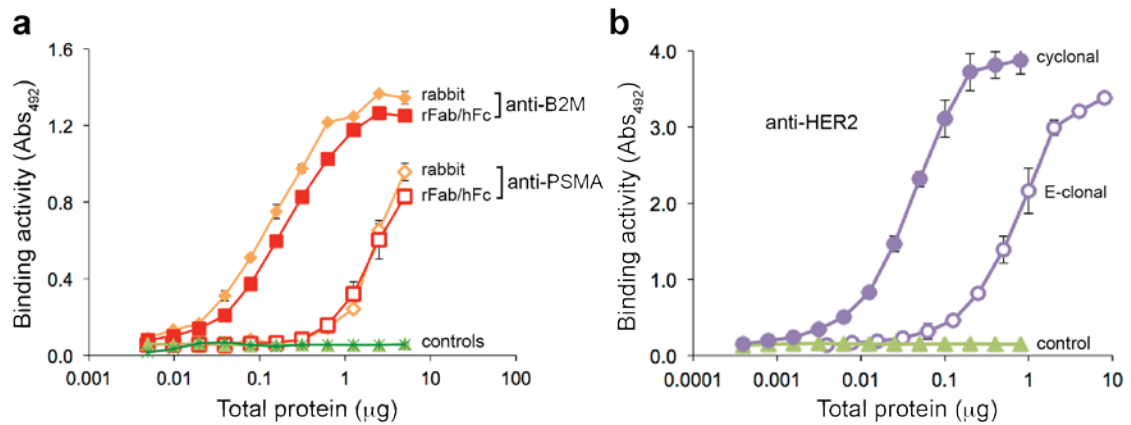 a
1.6
1.2
0.8
0.4
0.0
Binding activity (Abs492)
rabbit
rFab/hFc
anti-B2M
rabbit
rFab/hFc
anti-PSMA
controls
0.001 0.01 0.1 1 10 100
Total protein (μg)
b
4.0
3.0
2.0
1.0
0.0
Binding activity (Abs492)
cyclonal
anti-HER2
E-clonal
control
0.0001 0.001 0.01 0.1 1 10
Total protein (μg)